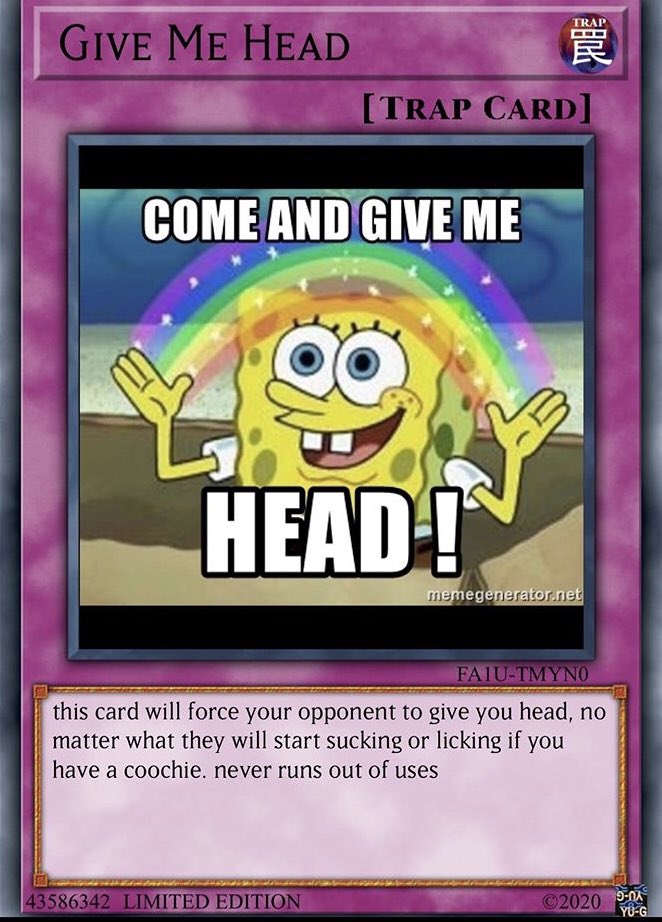 GIVE ME HEAD
TRAP
罠
[TRAP CARD]
COME AND GIVE ME
HEAD !
memegenerator.net
FA1U-TMYN0
this card will force your opponent to give you head, no
matter what they will start sucking or licking if you
have a coochie. never runs out of uses
43586342 LIMITED EDITION
©2020